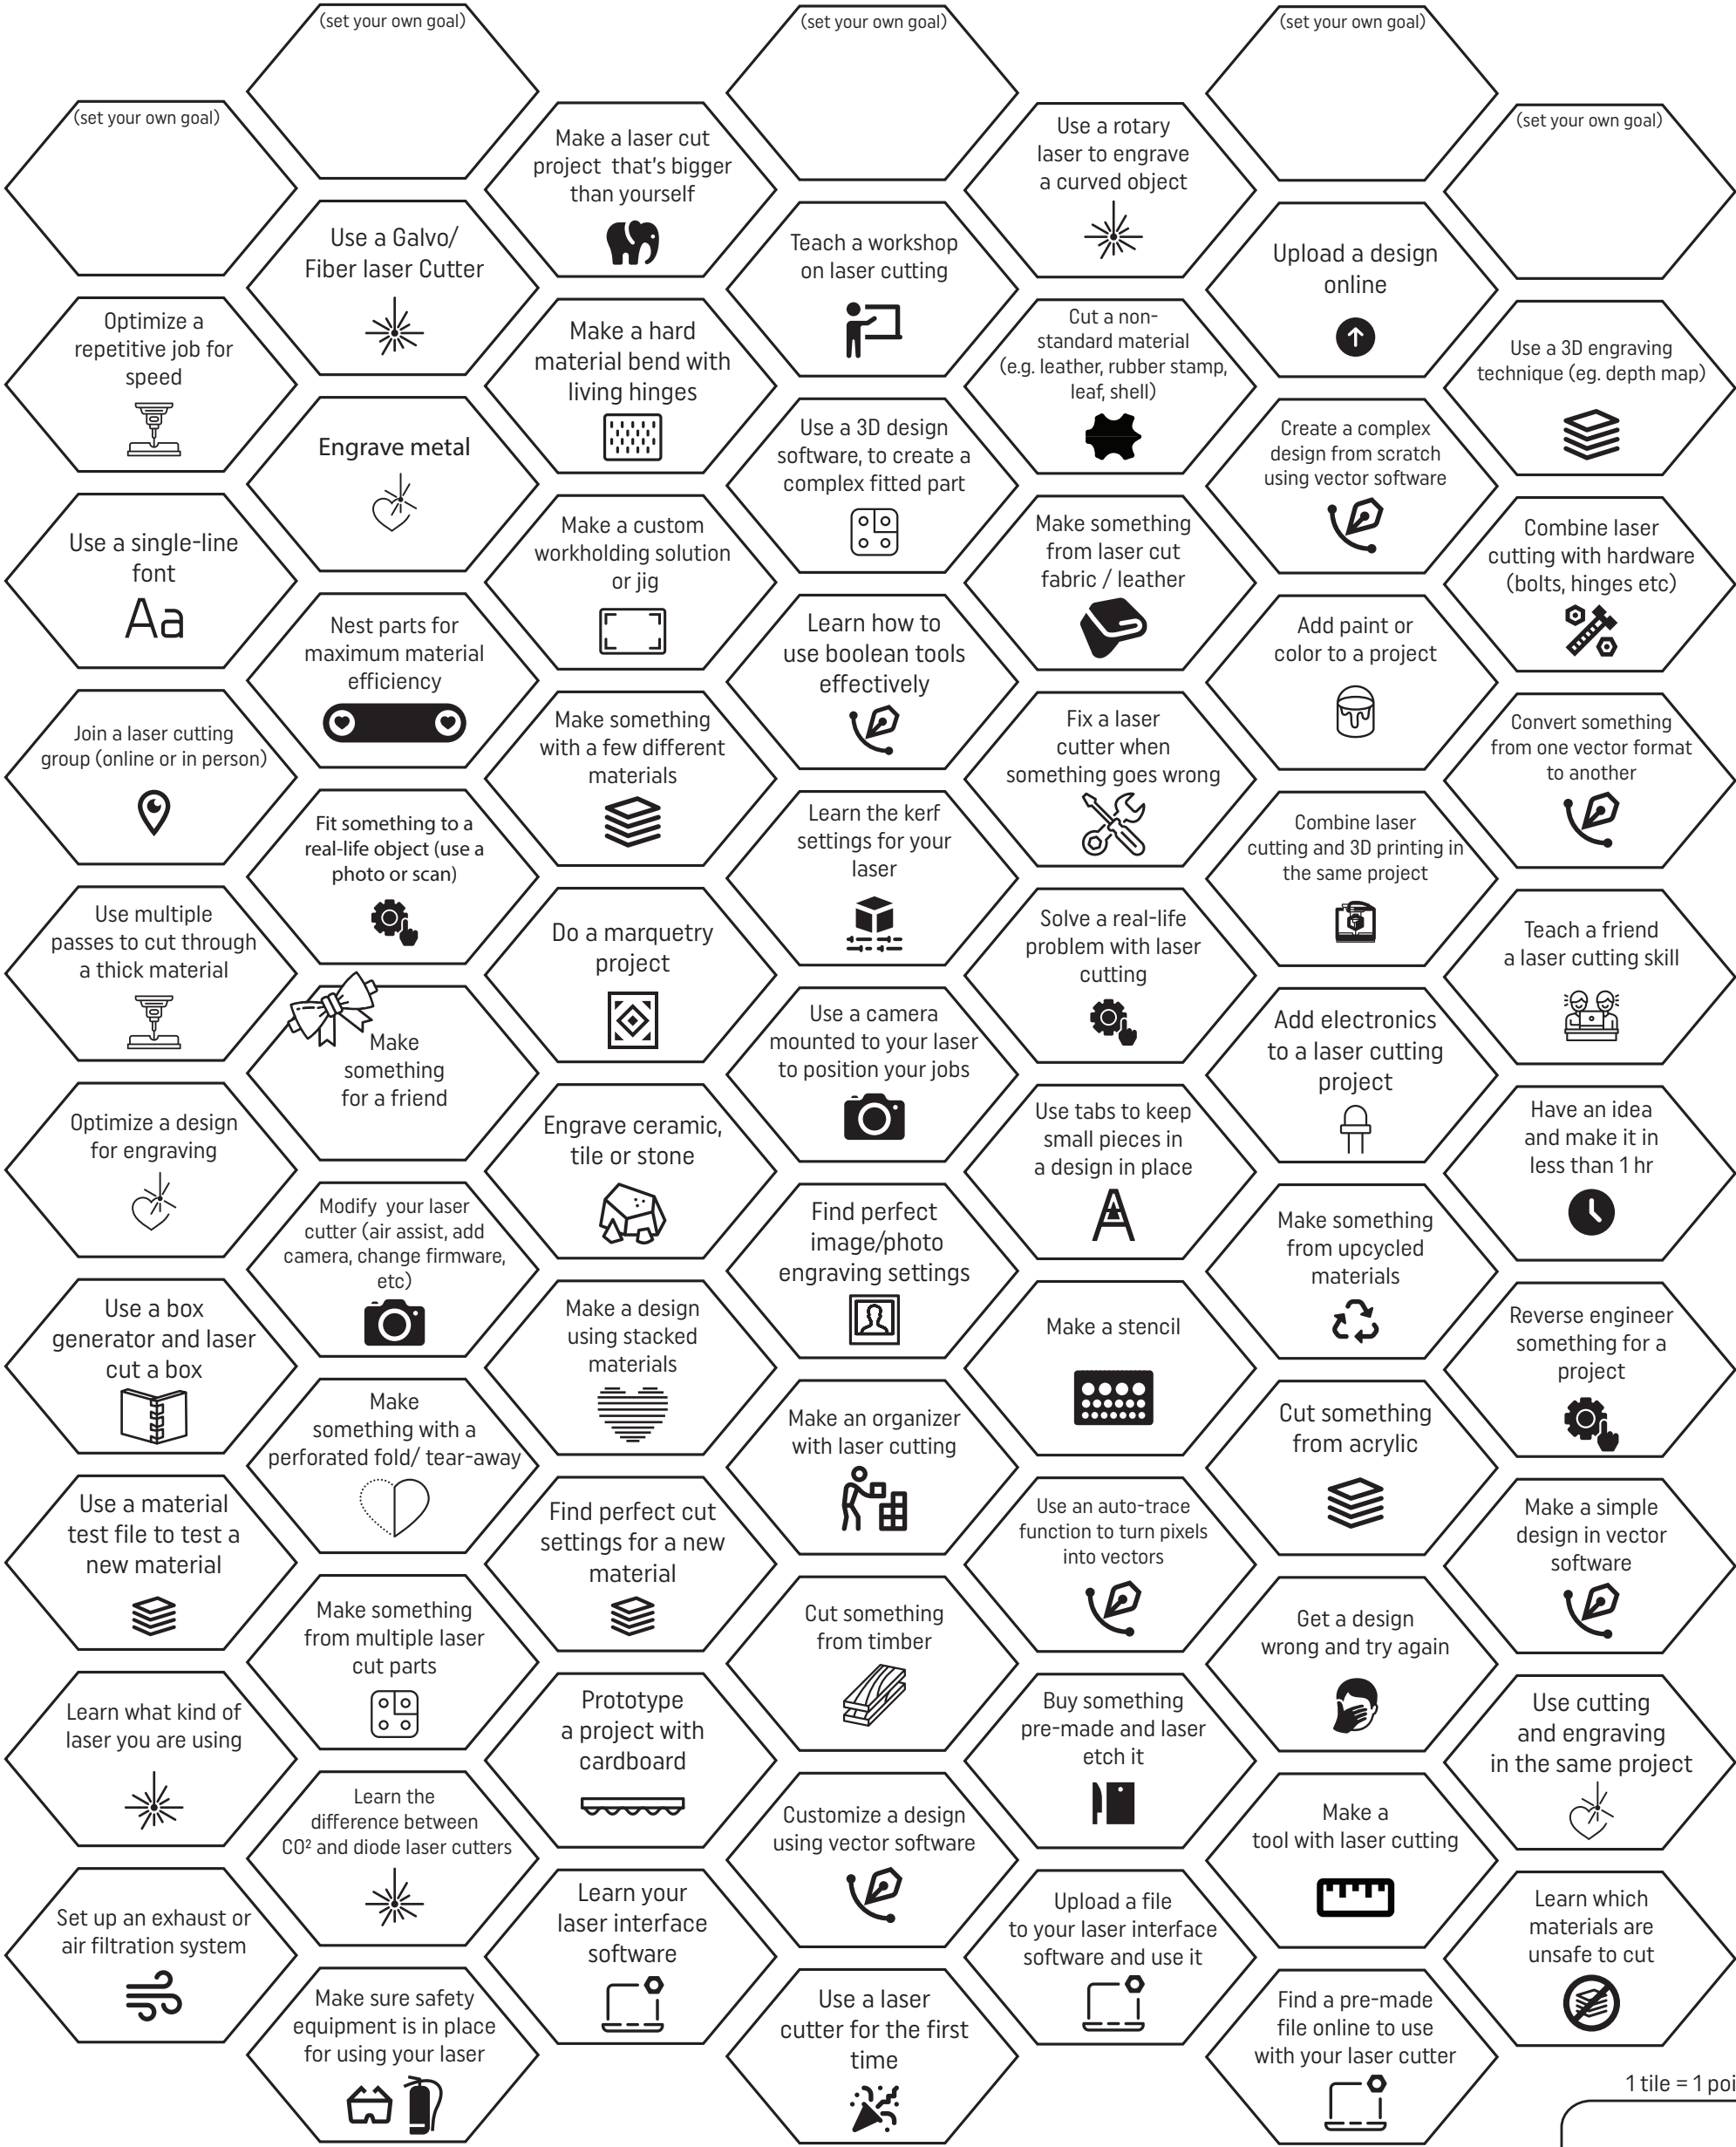 (set your own goal)
(set your own goal)
(set your own goal)
(set your own goal)
(set your own goal)
Make a laser cut
project that's bigger
than yourself
Use a rotary
laser to engrave
a curved object
Use a Galvo/
Fiber laser Cutter
Teach a workshop
on laser cutting
Upload a design
online
Optimize a
repetitive job for
speed
Make a hard
material bend with
living hinges
Cut a non-
standard material
(e.g. leather, rubber stamp,
leaf, shell)
Use a 3D engraving
technique (eg. depth map)
Engrave metal
Use a 3D design
software, to create a
complex fitted part
Create a complex
design from scratch
using vector software
Use a single-line
font
Aa
Make a custom
workholding solution
or jig
Make something
from laser cut
fabric / leather
Combine laser
cutting with hardware
(bolts, hinges etc)
Nest parts for
maximum material
efficiency
Learn how to
use boolean tools
effectively
Add paint or
color to a project
Join a laser cutting
group (online or in person)
Make something
with a few different
materials
Fix a laser
cutter when
something goes wrong
Convert something
from one vector format
to another
Fit something to a
real-life object (use a
photo or scan)
Learn the kerf
settings for your
laser
Combine laser
cutting and 3D printing in
the same project
Use multiple
passes to cut through
a thick material
Do a marquetry
project
Solve a real-life
problem with laser
cutting
Teach a friend
a laser cutting skill
Make
something
for a friend
Use a camera
mounted to your laser
to position your jobs
Add electronics
to a laser cutting
project
Optimize a design
for engraving
Engrave ceramic,
tile or stone
Use tabs to keep
small pieces in
a design in place
A
Have an idea
and make it in
less than 1 hr
Modify your laser
cutter (air assist, add
camera, change firmware,
etc)
Find perfect
image/photo
engraving settings
Make something
from upcycled
materials
Use a box
generator and laser
cut a box
Make a design
using stacked
materials
Make a stencil
Reverse engineer
something for a
project
Make
something with a
perforated fold/ tear-away
Make an organizer
with laser cutting
Cut something
from acrylic
Use a material
test file to test a
new material
Find perfect cut
settings for a new
material
Use an auto-trace
function to turn pixels
into vectors
Make a simple
design in vector
software
Make something
from multiple laser
cut parts
Cut something
from timber
Get a design
wrong and try again
Learn what kind of
laser you are using
Prototype
a project with
cardboard
Buy something
pre-made and laser
etch it
Use cutting
and engraving
in the same project
Learn the
difference between
CO² and diode laser cutters
Customize a design
using vector software
Make a
tool with laser cutting
Set up an exhaust or
air filtration system
Learn your
laser interface
software
Upload a file
to your laser interface
software and use it
Learn which
materials are
unsafe to cut
Make sure safety
equipment is in place
for using your laser
Use a laser
cutter for the first
time
Find a pre-made
file online to use
with your laser cutter
1 tile = 1 poi